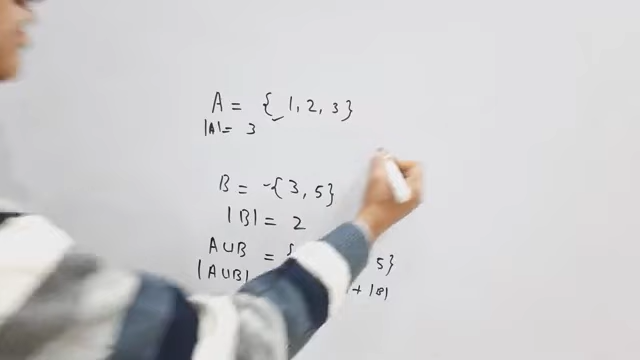 A = { 1, 2, 3 }
|A| = 3
B = { 3, 5 }
|B| = 2
A∪B = { 5}
|A∪B| + |B|